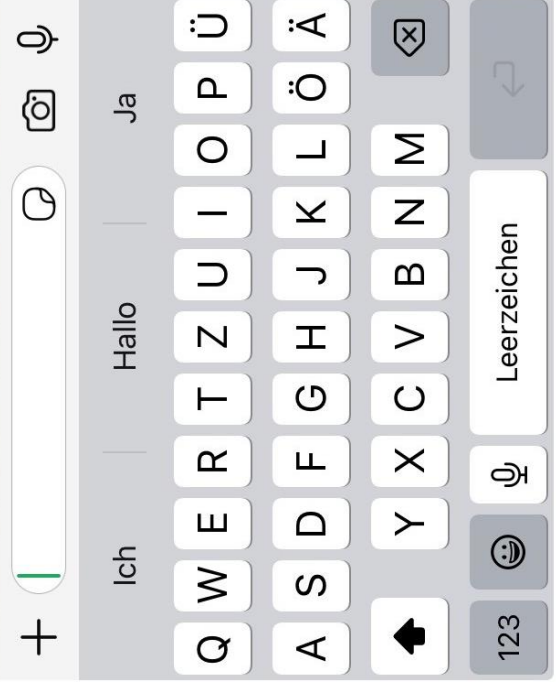 Ich Hallo Ja
Q W E R T Z U I O P Ü
A S D F G H J K L Ö Ä
Y X C V B N M
123 Leerzeichen